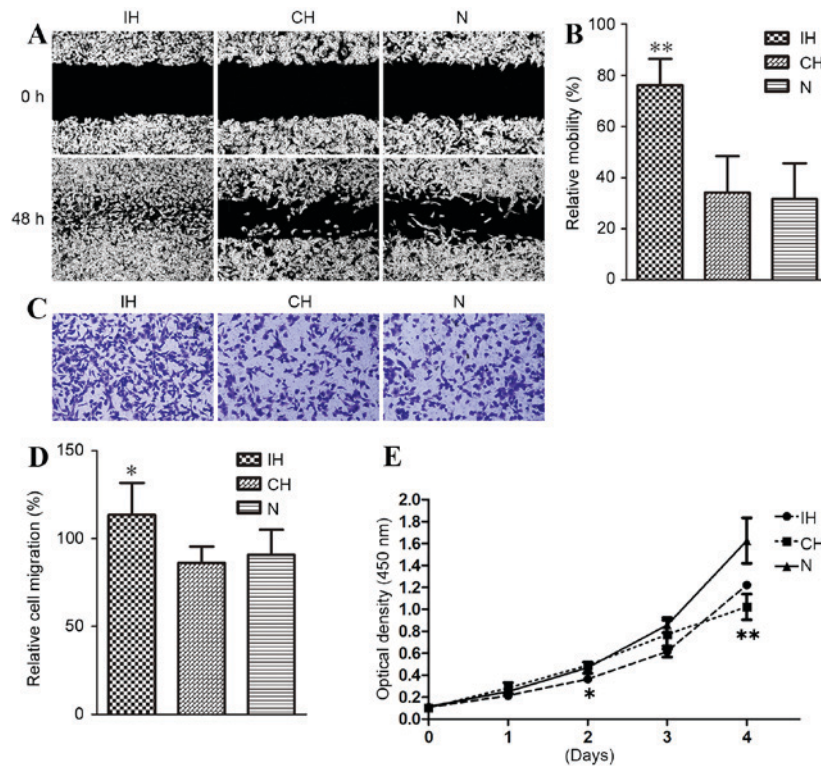 IH CH N
A
0 h
48 h
B
Relative mobility (%)
100
80
60
40
20
0
**
IH
CH
N
C
IH CH N
D
Relative cell migration (%)
150
100
50
0
*
IH
CH
N
E
Optical density (450 nm)
2.0
1.8
1.6
1.4
1.2
1.0
0.8
0.6
0.4
0.2
0.0
0 1 2 3 4
(Days)
*
**
IH
CH
N